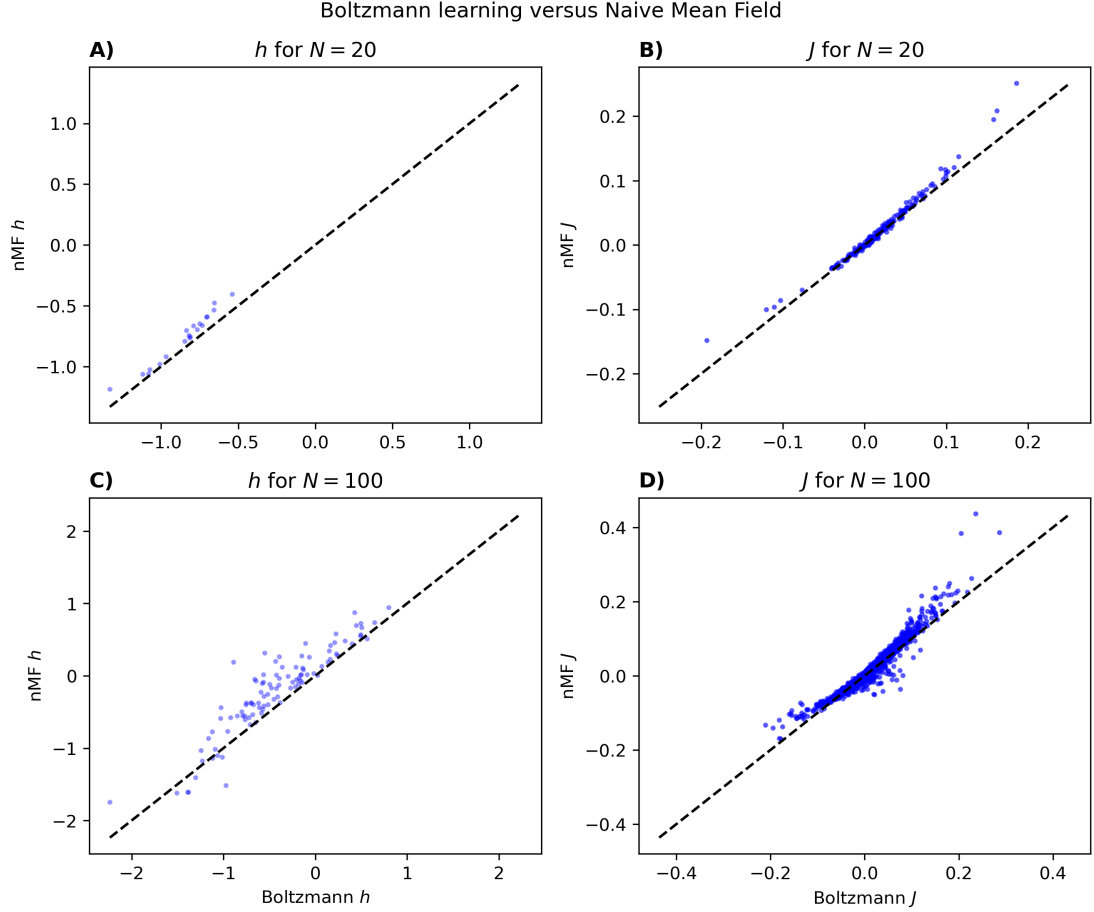 Boltzmann learning versus Naive Mean Field
A) h for N = 20
nMF h
1.0
0.5
0.0
−0.5
−1.0
−1.0 −0.5 0.0 0.5 1.0
B) J for N = 20
nMF J
0.2
0.1
0.0
−0.1
−0.2
−0.2 −0.1 0.0 0.1 0.2
C) h for N = 100
nMF h
2
1
0
−1
−2
−2 −1 0 1 2
Boltzmann h
D) J for N = 100
nMF J
0.4
0.2
0.0
−0.2
−0.4
−0.4 −0.2 0.0 0.2 0.4
Boltzmann J